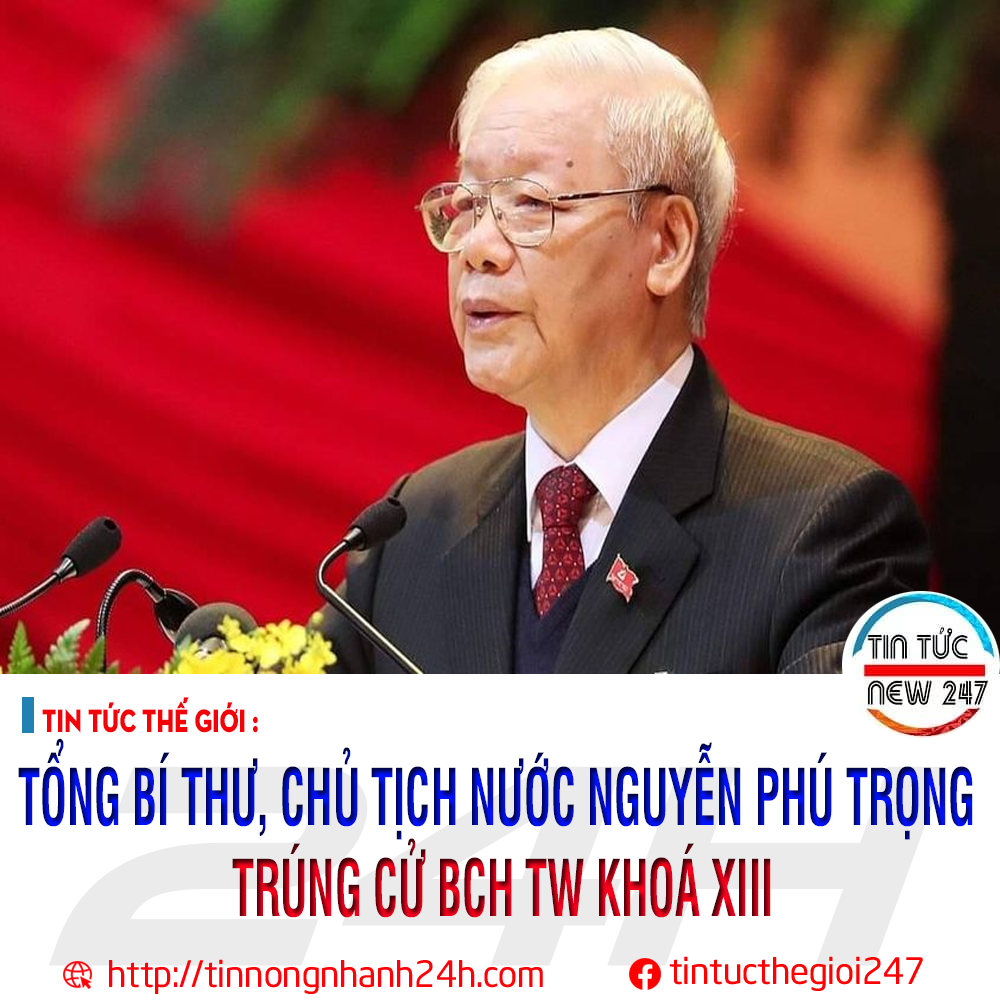 TIN TỨC
NEW 247
TIN TỨC THẾ GIỚI :
TỔNG BÍ THƯ, CHỦ TỊCH NƯỚC NGUYỄN PHÚ TRỌNG
TRÚNG CỬ BCH TW KHOÁ XIII
24H
http://tinnongnhanh24h.com
tintucthegioi247